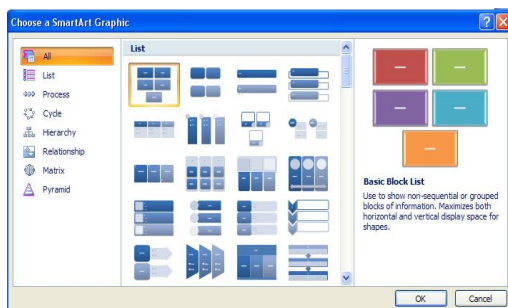 Choose a SmartArt Graphic
All
List
Process
Cycle
Hierarchy
Relationship
Matrix
Pyramid
List
Basic Block List
Use to show non-sequential or grouped
blocks of information. Maximizes both
horizontal and vertical display space for
shapes.
OK
Cancel